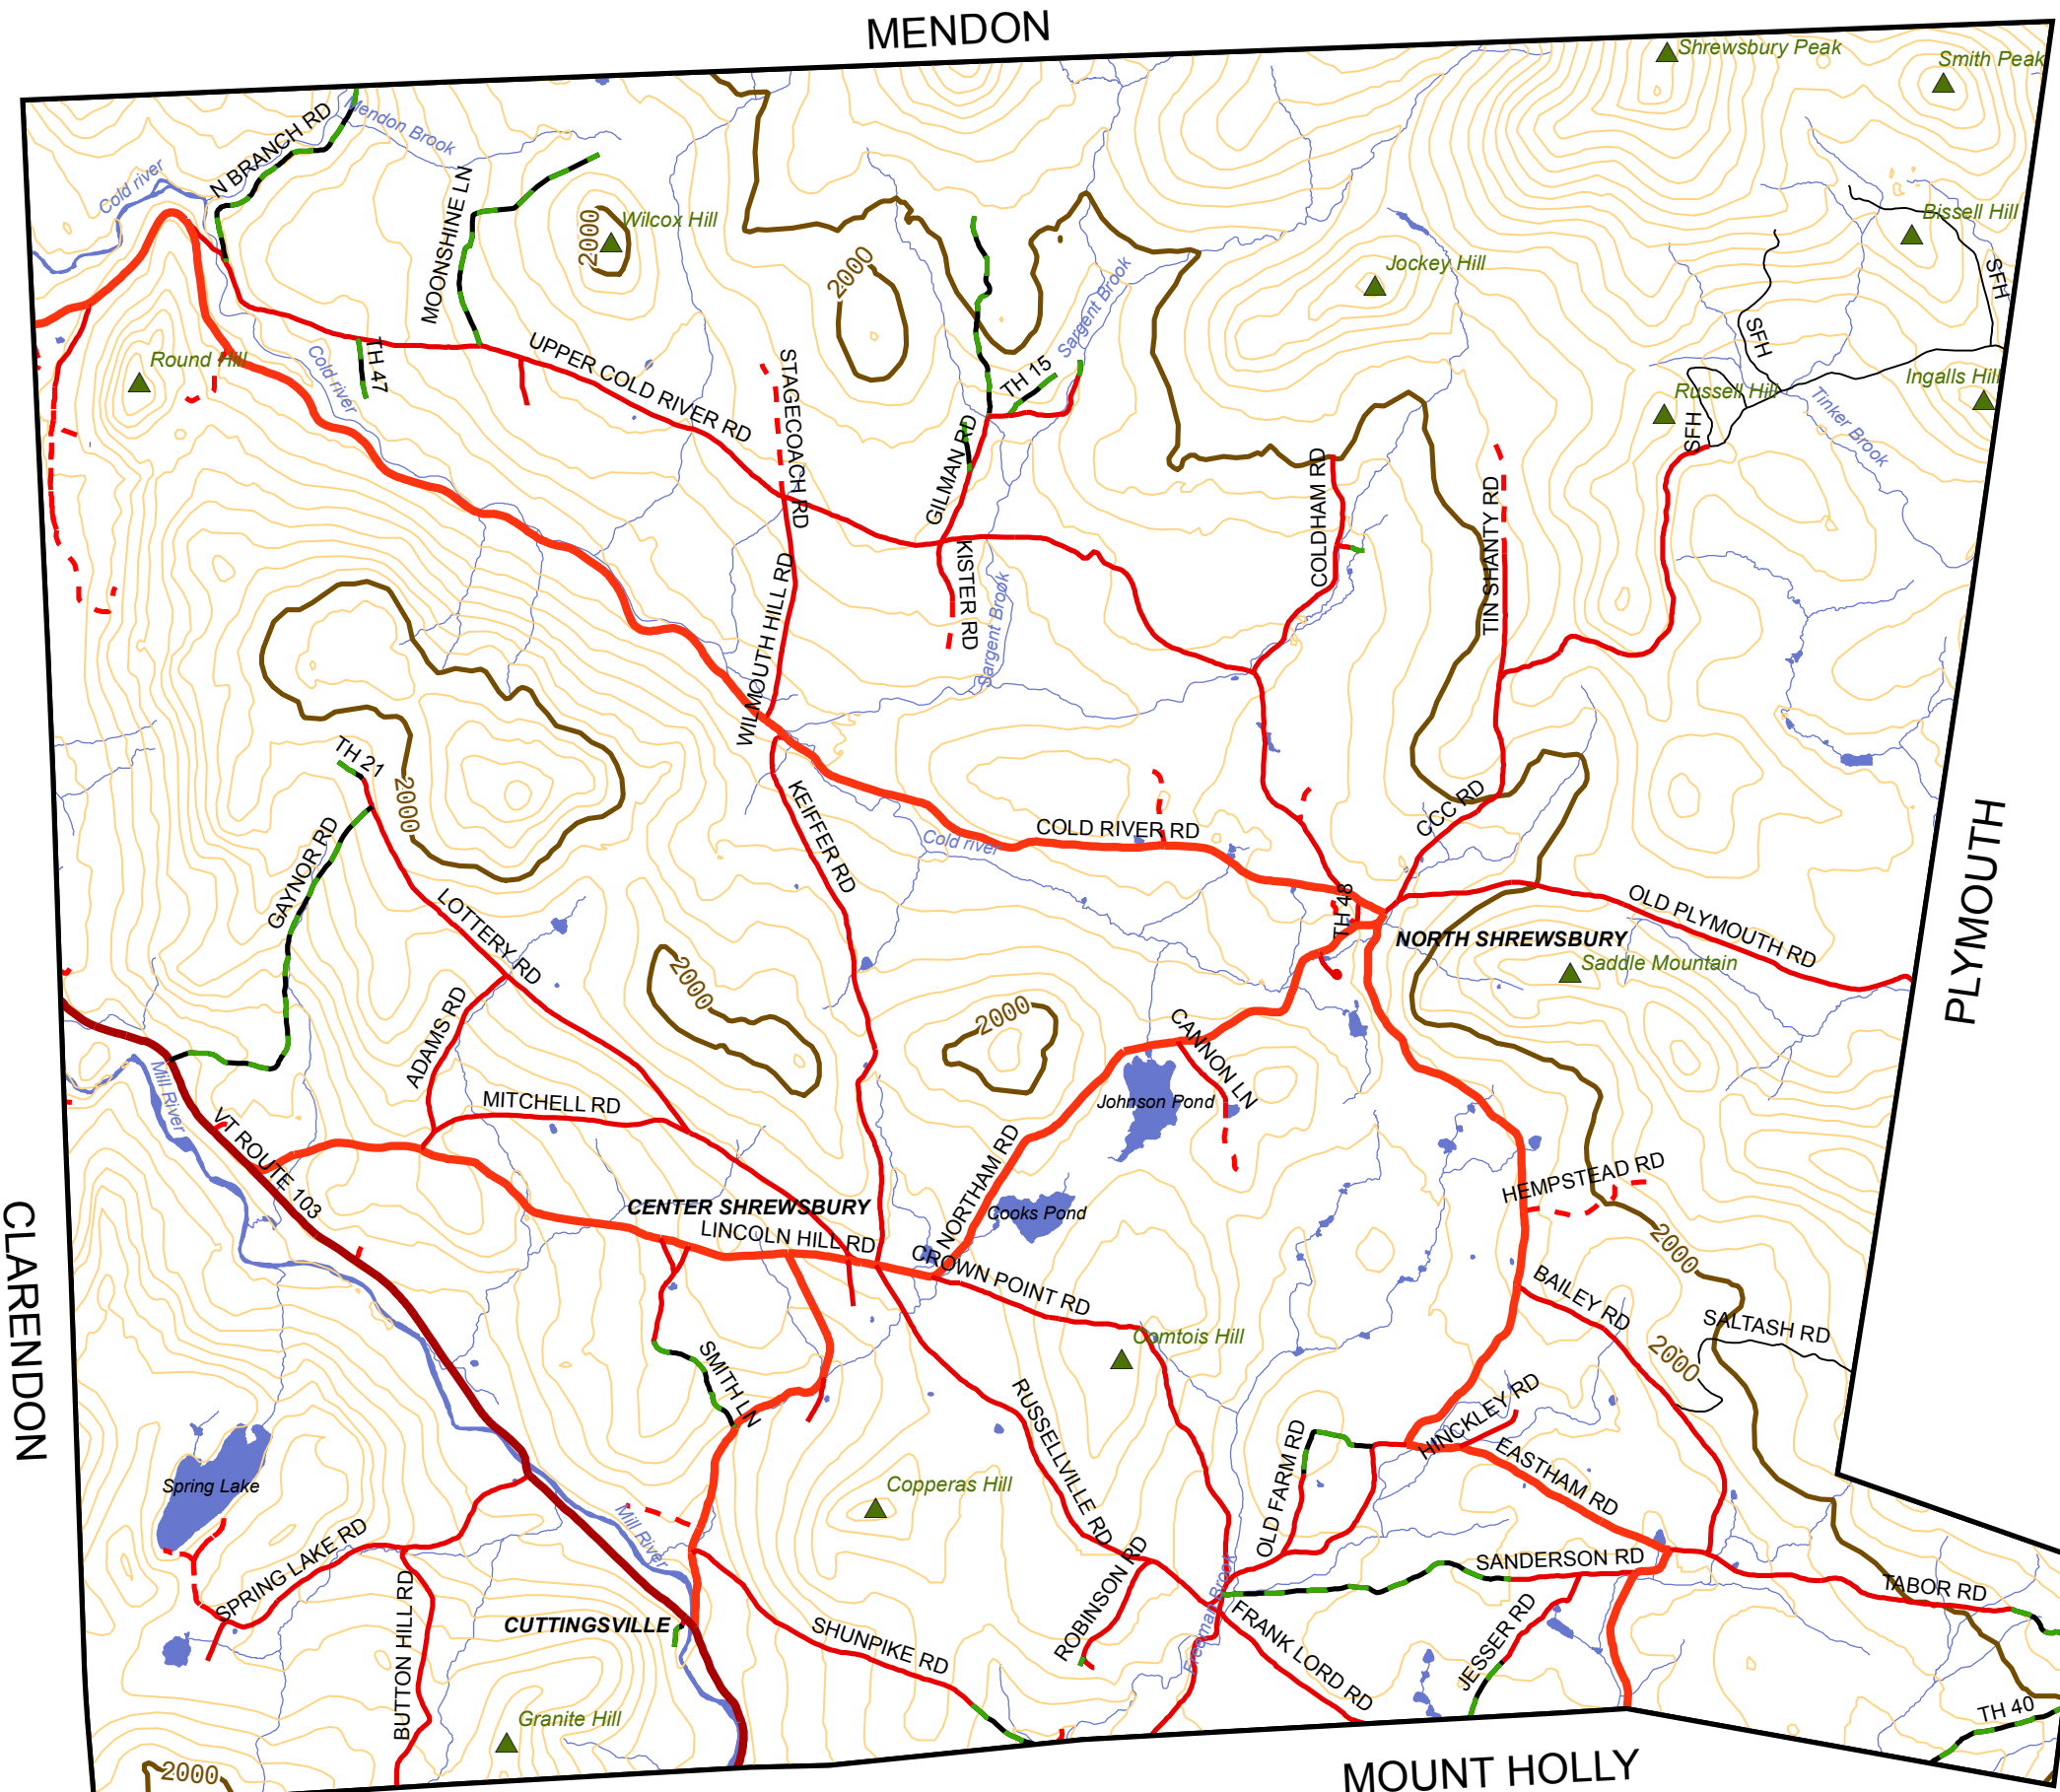 MENDON
Shrewsbury Peak
Smith Peak
Mendon Brook
N BRANCH RD
Cold river
MOONSHINE LN
Wilcox Hill
2000
Bissell Hill
Jockey Hill
2000
Sargent Brook
SFH
SFH
Round Hill
Cold river
TH 47
UPPER COLD RIVER RD
STAGECOACH RD
TH 15
Russell Hill
Ingalls Hill
Tinker Brook
SFH
GILMAN RD
COLDHAM RD
TIN SHANTY RD
KISTER RD
Sargent Brook
WILMOUTH HILL RD
TH 21
2000
KEIFFER RD
GAYNOR RD
COLD RIVER RD
Cold river
CCC RD
PLYMOUTH
LOTTERY RD
TH 48
OLD PLYMOUTH RD
NORTH SHREWSBURY
Saddle Mountain
2000
2000
ADAMS RD
CANNON LN
Mill River
MITCHELL RD
Johnson Pond
VT ROUTE 103
NORTHAM RD
HEMPSTEAD RD
CENTER SHREWSBURY
Cooks Pond
LINCOLN HILL RD
CROWN POINT RD
2000
CLARENDON
BAILEY RD
SALTASH RD
2000
Comtois Hill
SMITH LN
RUSSELLVILLE RD
HINCKLEY RD
OLD FARM RD
EASTHAM RD
Spring Lake
Copperas Hill
Mill River
SPRING LAKE RD
ROBINSON RD
SANDERSON RD
TABOR RD
BUTTON HILL RD
CUTTINGSVILLE
SHUNPIKE RD
Freeman Brook
FRANK LORD RD
JESSER RD
TH 40
Granite Hill
2000
MOUNT HOLLY